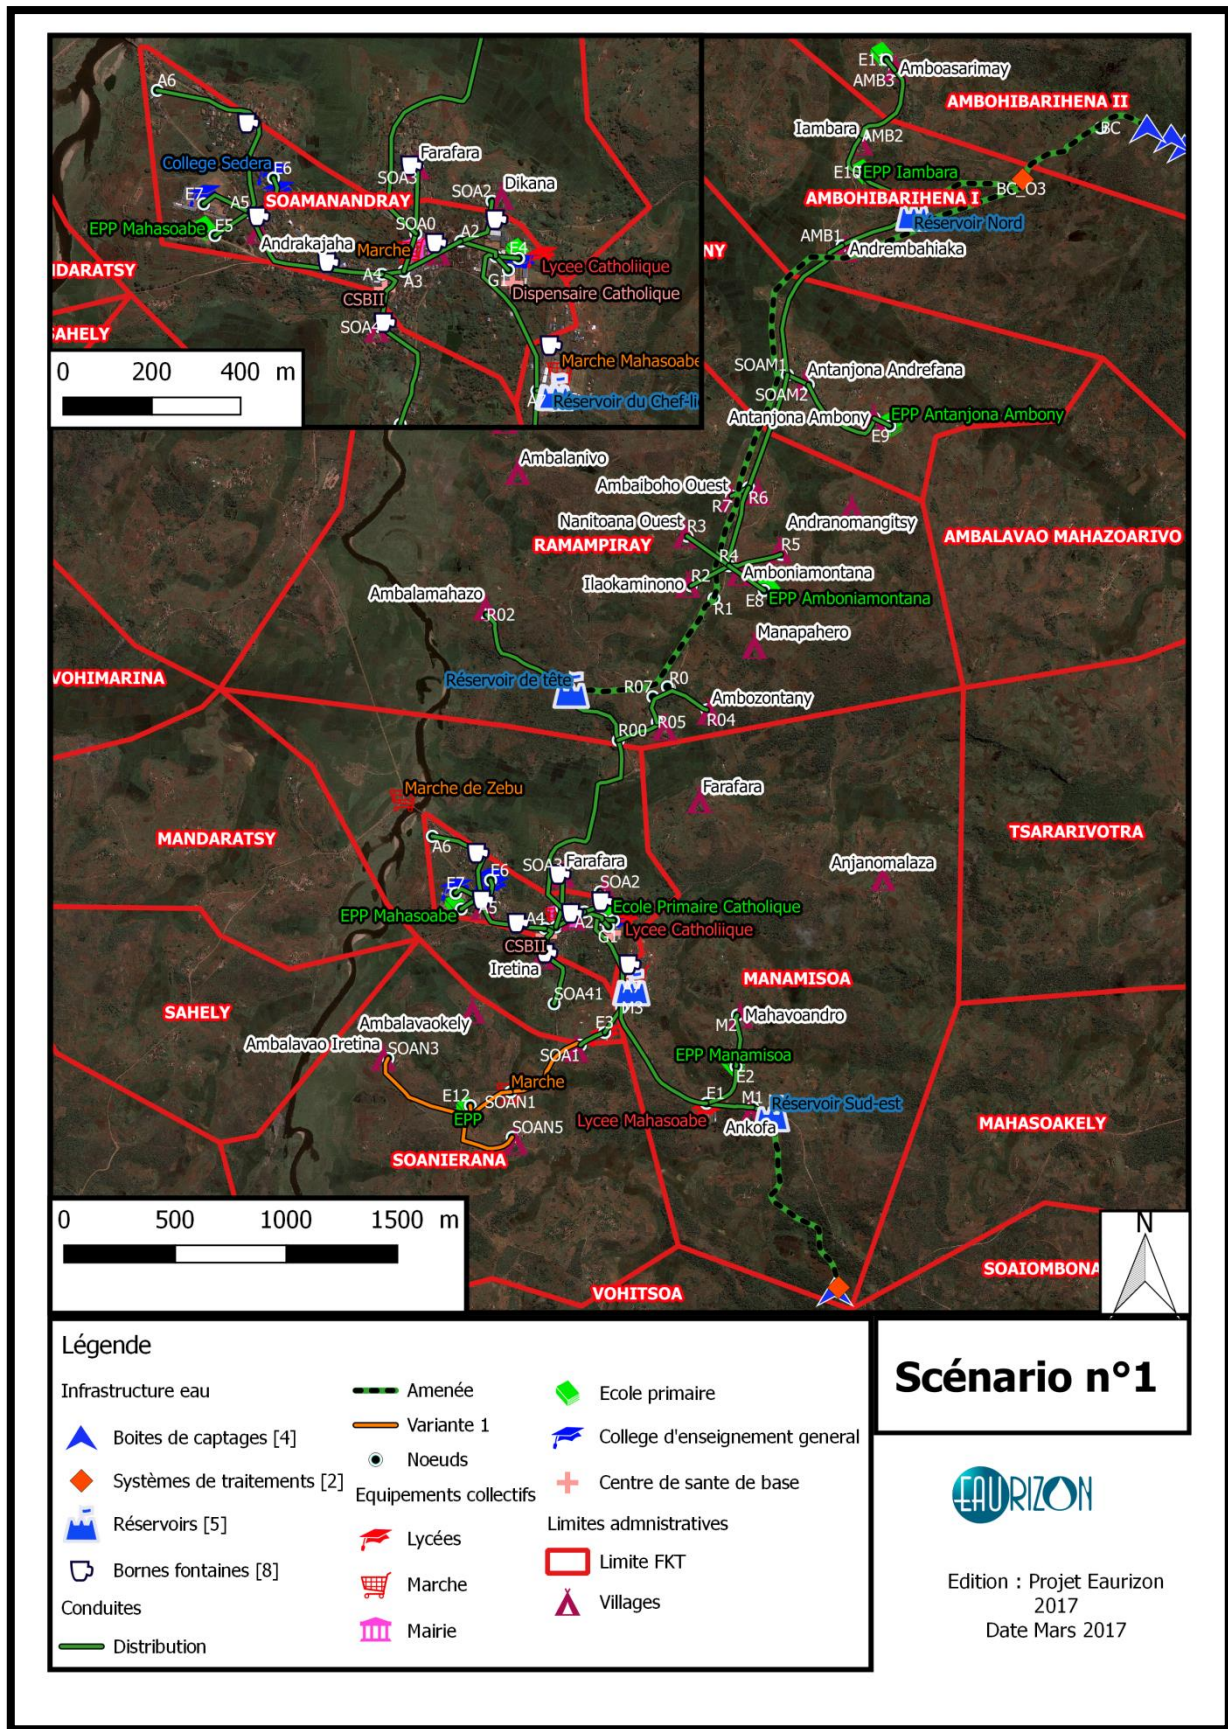 A6
Farafara
College Sedera
E6
SOA3
SOA2
Dikana
E7
SOAMANANDRAY
A5
EPP Mahasoabe
E5
SOA0
A2
Andrakajaha
Marche
E4
Lycee Catholiique
NDARATSY
A4
A3
G1
Dispensaire Catholique
CSBII
SAHELY
SOA4
Marche Mahasoabe
0 200 400 m
A7
Réservoir du Chef-li
E11
Amboasarimay
AMB3
AMBOHIBARIHENA II
BC
Iambara
AMB2
E10
EPP Iambara
BC_O3
AMBOHIBARIHENA I
Réservoir Nord
AMB1
Andrembahiaka
NY
SOAM1
Antanjona Andrefana
SOAM2
Antanjona Ambony
EPP Antanjona Ambony
E9
Ambalanivo
Ambaiboho Ouest
R6
R7
Nanitoana Ouest
R3
Andranomangitsy
RAMAMPIRAY
AMBALAVAO MAHAZOARIVO
R4
R5
R2
Amboniamontana
Ilaokaminono
Ambalamahazo
E8
EPP Amboniamontana
R02
R1
Manapahero
VOHIMARINA
Réservoir de tête
R07
R0
Ambozontany
R04
R05
R00
Marche de Zebu
Farafara
MANDARATSY
TSARARIVOTRA
A6
SOA3
Farafara
Anjanomalaza
E7
E6
SOA2
EPP Mahasoabe
A5
A4
A2
Ecole Primaire Catholique
G1
Lycee Catholiique
CSBII
Iretina
MANAMISOA
SOA41
A7
M3
SAHELY
Ambalavaokely
M2
Mahavoandro
Ambalavao Iretina
SOAN3
E3
SOA1
EPP Manamisoa
E2
Marche
E12
SOAN1
E1
M1
Réservoir Sud-est
EPP
Lycee Mahasoabe
Ankofa
MAHASOAKELY
SOAN5
SOANIERANA
0 500 1000 1500 m
N
SOAIOMBONA
VOHITSOA
Légende
Infrastructure eau
Boites de captages [4]
Systèmes de traitements [2]
Réservoirs [5]
Bornes fontaines [8]
Conduites
Distribution
Amenée
Variante 1
Noeuds
Equipements collectifs
Lycées
Marche
Mairie
Ecole primaire
College d'enseignement general
Centre de sante de base
Limites admnistratives
Limite FKT
Villages
Scénario n°1
EAURIZON
Edition : Projet Eaurizon
2017
Date Mars 2017